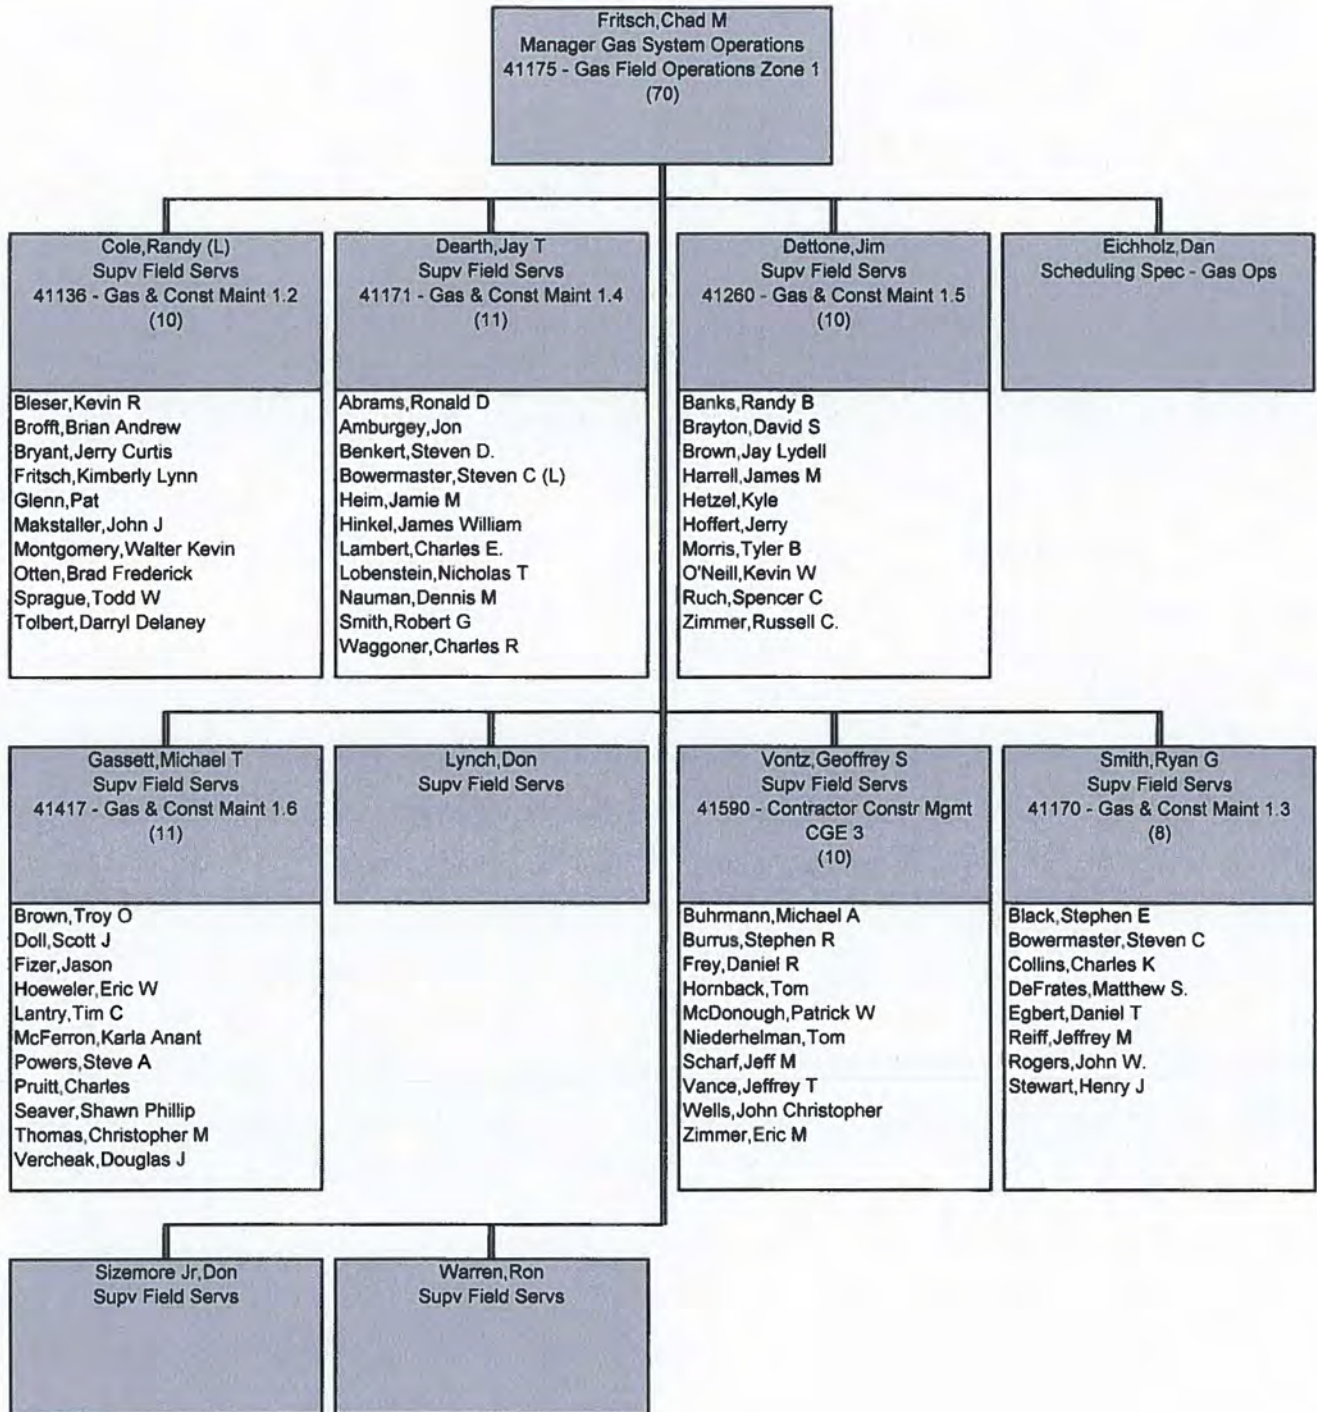 Fritsch,Chad M
Manager Gas System Operations
41175 - Gas Field Operations Zone 1
(70)
Cole,Randy (L)
Supv Field Servs
41136 - Gas & Const Maint 1.2
(10)
Bleser,Kevin R
Brofft,Brian Andrew
Bryant,Jerry Curtis
Fritsch,Kimberly Lynn
Glenn,Pat
Makstaller,John J
Montgomery,Walter Kevin
Otten,Brad Frederick
Sprague,Todd W
Tolbert,Darryl Delaney
Dearth,Jay T
Supv Field Servs
41171 - Gas & Const Maint 1.4
(11)
Abrams,Ronald D
Amburgey,Jon
Benkert,Steven D.
Bowermaster,Steven C (L)
Heim,Jamie M
Hinkel,James William
Lambert,Charles E.
Lobenstein,Nicholas T
Nauman,Dennis M
Smith,Robert G
Waggoner,Charles R
Dettone,Jim
Supv Field Servs
41260 - Gas & Const Maint 1.5
(10)
Banks,Randy B
Brayton,David S
Brown,Jay Lydell
Harrell,James M
Hetzel,Kyle
Hoffert,Jerry
Morris,Tyler B
O'Neill,Kevin W
Ruch,Spencer C
Zimmer,Russell C.
Eichholz,Dan
Scheduling Spec - Gas Ops
Gassett,Michael T
Supv Field Servs
41417 - Gas & Const Maint 1.6
(11)
Brown,Troy O
Doll,Scott J
Fizer,Jason
Hoeweler,Eric W
Lantry,Tim C
McFerron,Karla Anant
Powers,Steve A
Pruitt,Charles
Seaver,Shawn Phillip
Thomas,Christopher M
Vercheak,Douglas J
Lynch,Don
Supv Field Servs
Vontz,Geoffrey S
Supv Field Servs
41590 - Contractor Constr Mgmt
CGE 3
(10)
Buhrmann,Michael A
Burrus,Stephen R
Frey,Daniel R
Hornback,Tom
McDonough,Patrick W
Niederhelman,Tom
Scharf,Jeff M
Vance,Jeffrey T
Wells,John Christopher
Zimmer,Eric M
Smith,Ryan G
Supv Field Servs
41170 - Gas & Const Maint 1.3
(8)
Black,Stephen E
Bowermaster,Steven C
Collins,Charles K
DeFrates,Matthew S.
Egbert,Daniel T
Reiff,Jeffrey M
Rogers,John W.
Stewart,Henry J
Sizemore Jr,Don
Supv Field Servs
Warren,Ron
Supv Field Servs